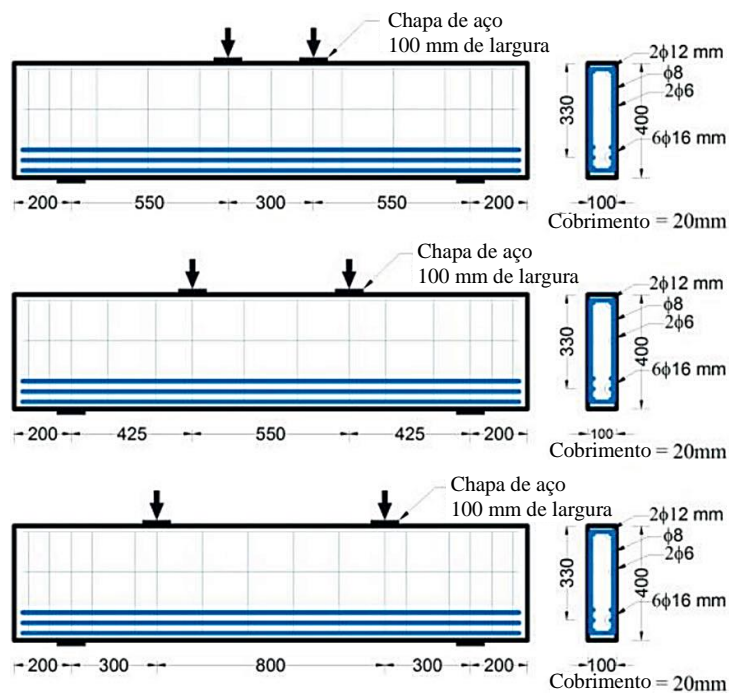 Chapa de aço
100 mm de largura
2ϕ12 mm
ϕ8
2ϕ6
6ϕ16 mm
330
400
200 550 300 550 200
100
Cobrimento = 20mm
Chapa de aço
100 mm de largura
2ϕ12 mm
ϕ8
2ϕ6
6ϕ16 mm
330
400
200 425 550 425 200
100
Cobrimento = 20mm
Chapa de aço
100 mm de largura
2ϕ12 mm
ϕ8
2ϕ6
6ϕ16 mm
330
400
200 300 800 300 200
100
Cobrimento = 20mm